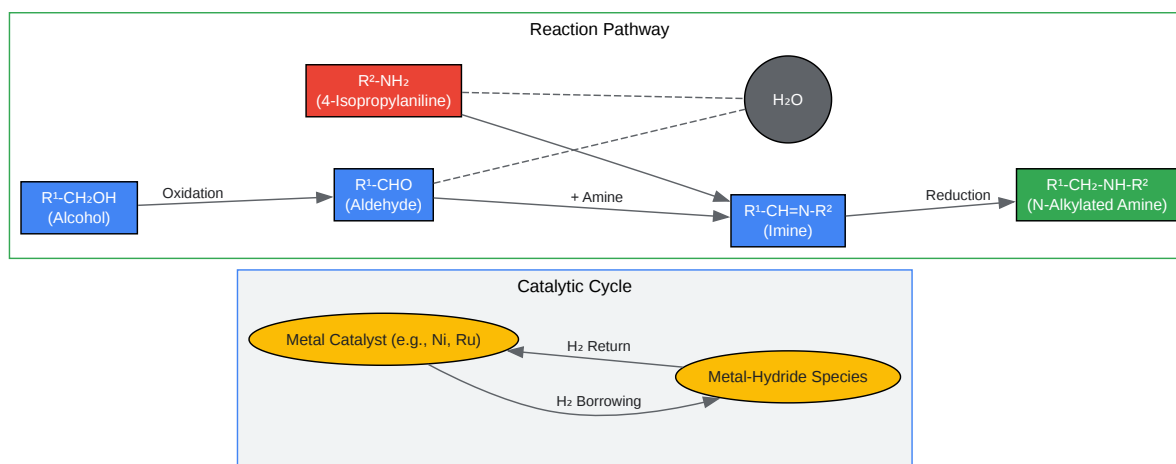 Reaction Pathway
R²-NH₂
(4-Isopropylaniline)
H₂O
R¹-CH₂OH
(Alcohol)
Oxidation
R¹-CHO
(Aldehyde)
+ Amine
R¹-CH=N-R²
(Imine)
Reduction
R¹-CH₂-NH-R²
(N-Alkylated Amine)
Catalytic Cycle
Metal Catalyst (e.g., Ni, Ru)
H₂ Return
Metal-Hydride Species
H₂ Borrowing